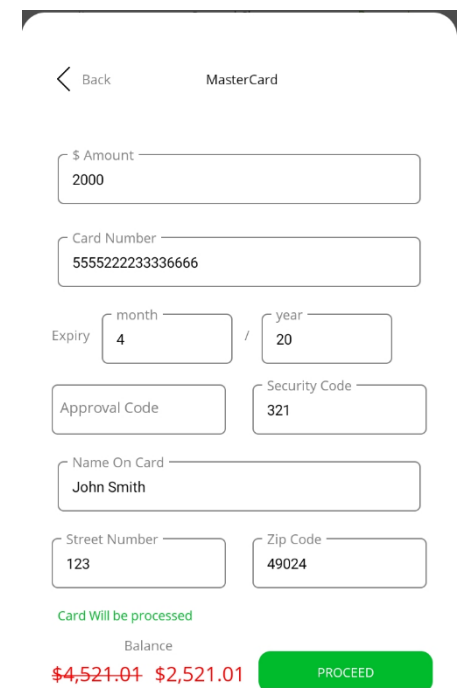 Back MasterCard
$ Amount
2000
Card Number
5555222233336666
Expiry month 4 / year 20
Approval Code
Security Code
321
Name On Card
John Smith
Street Number
123
Zip Code
49024
Card Will be processed
Balance
$4,521.01 $2,521.01
PROCEED